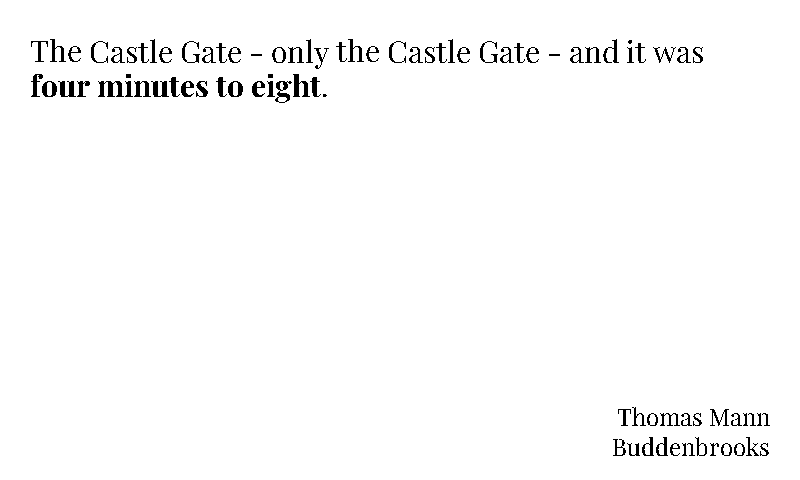 The Castle Gate – only the Castle Gate – and it was
four minutes to eight.
Thomas Mann
Buddenbrooks